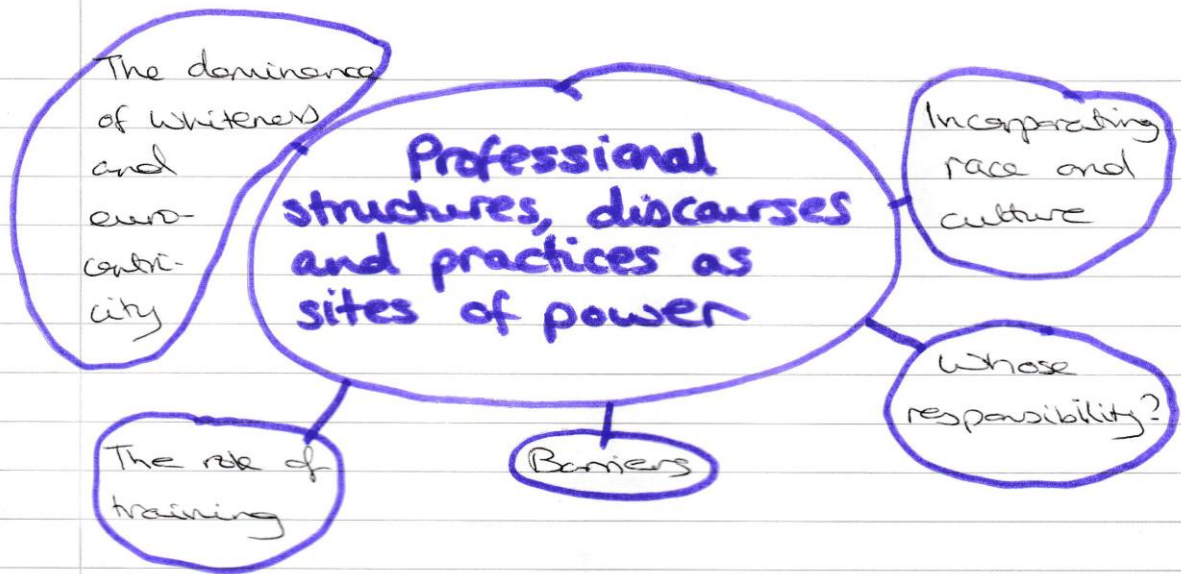 The dominance
of whiteness
and
euro-
centri-
city
Professional
structures, discourses
and practices as
sites of power
Incorporating
race and
culture
Whose
responsibility?
Barriers
The role of
training